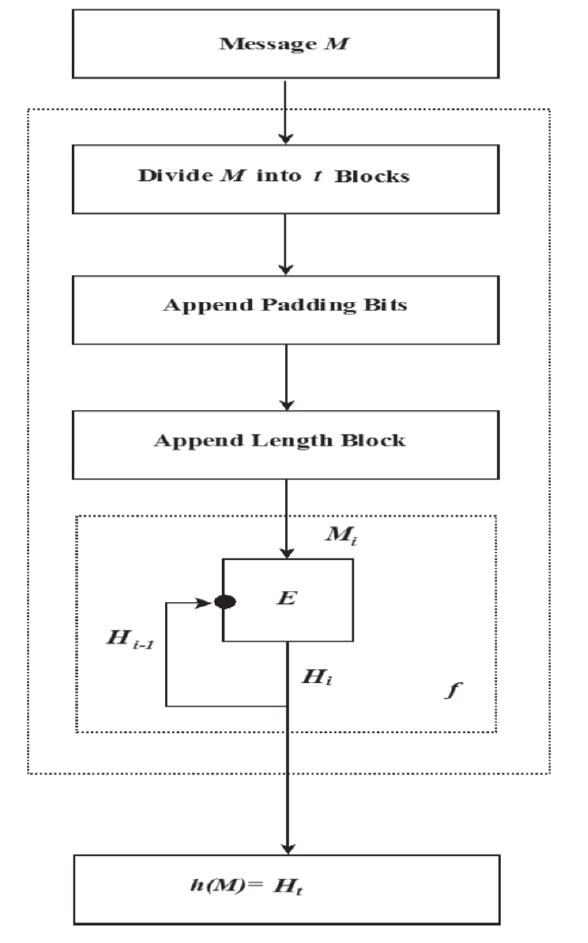 Message M
Divide M into t Blocks
Append Padding Bits
Append Length Block
M_i
E
H_{i-1}
H_i
f
h(M)= H_t